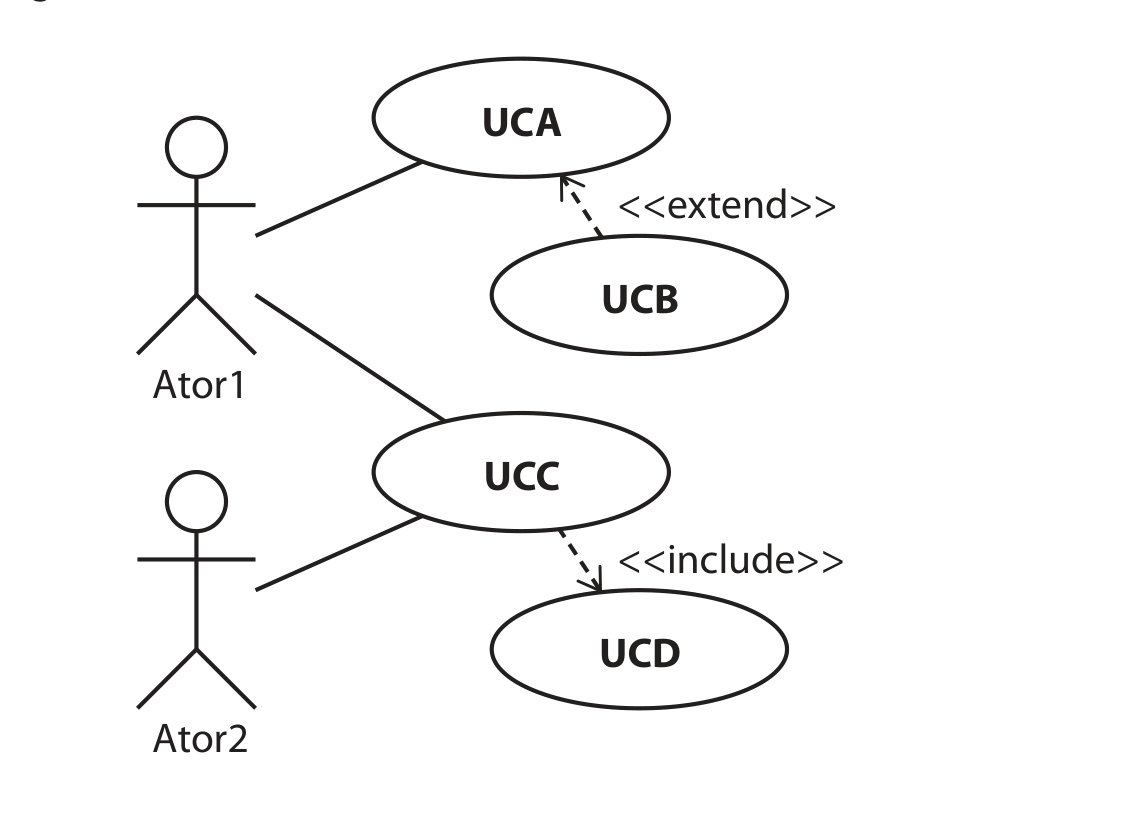 UCA
<<extend>>
UCB
Ator1
UCC
<<include>>
UCD
Ator2